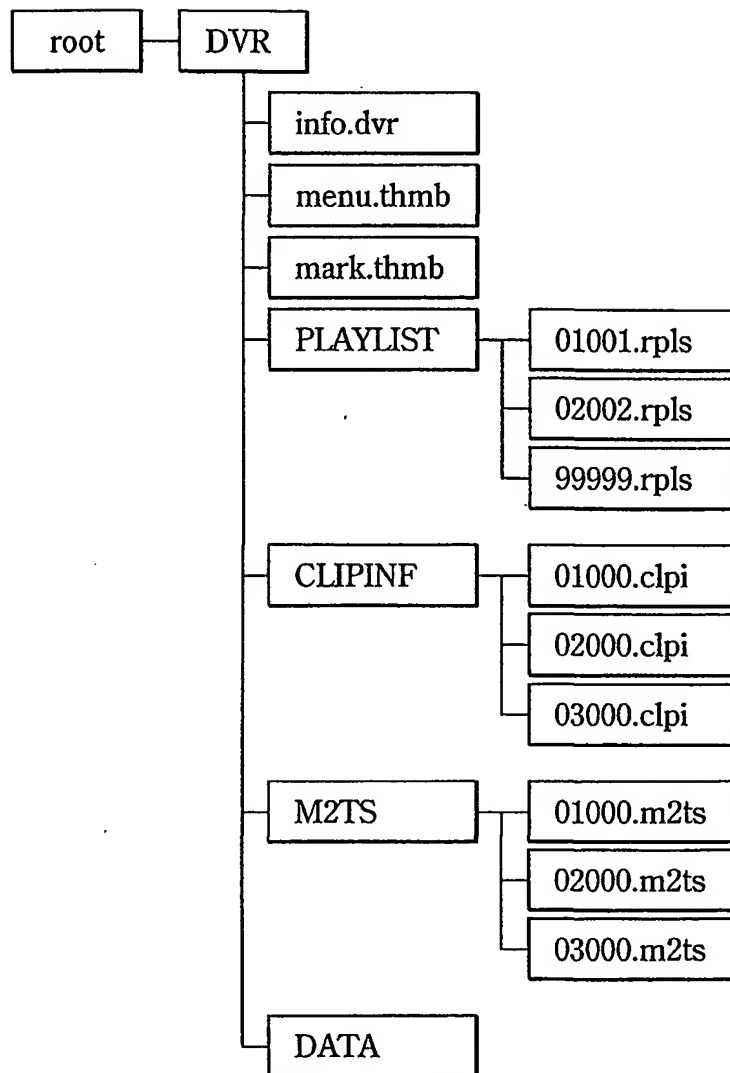 root
DVR
info.dvr
menu.thmb
mark.thmb
PLAYLIST
01001.rpls
02002.rpls
99999.rpls
CLIPINF
01000.clpi
02000.clpi
03000.clpi
M2TS
01000.m2ts
02000.m2ts
03000.m2ts
DATA